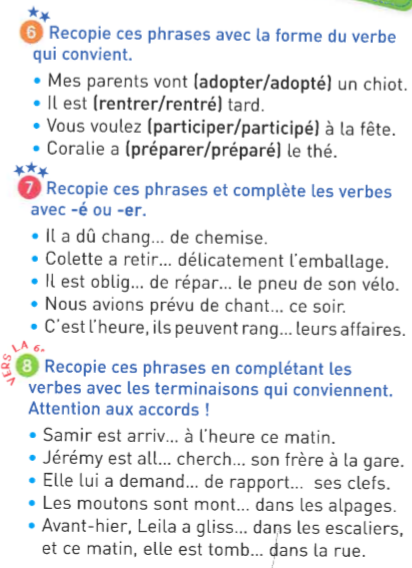 6 Recopie ces phrases avec la forme du verbe
qui convient.
• Mes parents vont (adopter/adopté) un chiot.
• Il est (rentrer/rentré) tard.
• Vous voulez (participer/participé) à la fête.
• Coralie a (préparer/préparé) le thé.
7 Recopie ces phrases et complète les verbes
avec -é ou -er.
• Il a dû chang... de chemise.
• Colette a retir... délicatement l'emballage.
• Il est oblig... de répar... le pneu de son vélo.
• Nous avions prévu de chant... ce soir.
• C'est l'heure, ils peuvent rang... leurs affaires.
VERS LA 6e
8 Recopie ces phrases en complétant les
verbes avec les terminaisons qui conviennent.
Attention aux accords !
• Samir est arriv... à l'heure ce matin.
• Jérémy est all... cherch... son frère à la gare.
• Elle lui a demand... de rapport... ses clefs.
• Les moutons sont mont... dans les alpages.
• Avant-hier, Leila a gliss... dans les escaliers,
et ce matin, elle est tomb... dans la rue.